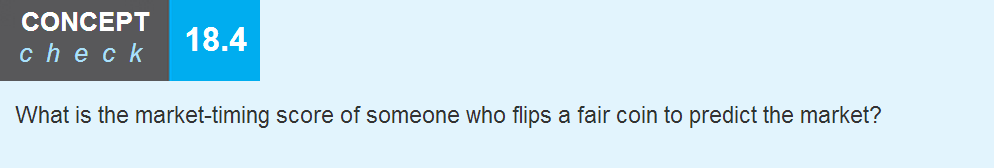 CONCEPT
check 18.4
What is the market-timing score of someone who flips a fair coin to predict the market?